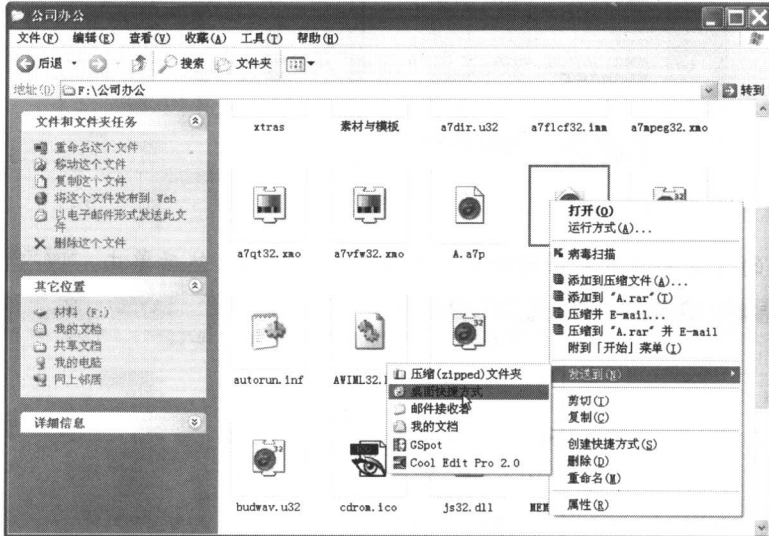 公司办公
文件(F) 编辑(E) 查看(V) 收藏(A) 工具(T) 帮助(H)
后退 搜索 文件夹
地址(D) F:\公司办公 转到
文件和文件夹任务
重命名这个文件
移动这个文件
复制这个文件
将这个文件发布到 Web
以电子邮件形式发送此文
件
删除这个文件
其它位置
材料 (F:)
我的文档
共享文档
我的电脑
网上邻居
详细信息
xtras 素材与模板 a7dir.u32 a7flcf32.imm a7mpeg32.xmo
a7qt32.xmo a7vfw32.xmo A.a7p
autorun.inf
budwav.u32 cdrom.ico js32.dll
打开(O)
运行方式(A)...
病毒扫描
添加到压缩文件(A)...
添加到 "A.rar"(T)
压缩并 E-mail...
压缩到 "A.rar" 并 E-mail
附到「开始」菜单(I)
发送到(N)
剪切(T)
复制(C)
创建快捷方式(S)
删除(D)
重命名(M)
属性(R)
压缩(zipped)文件夹
桌面快捷方式
邮件接收者
我的文档
GSpot
Cool Edit Pro 2.0